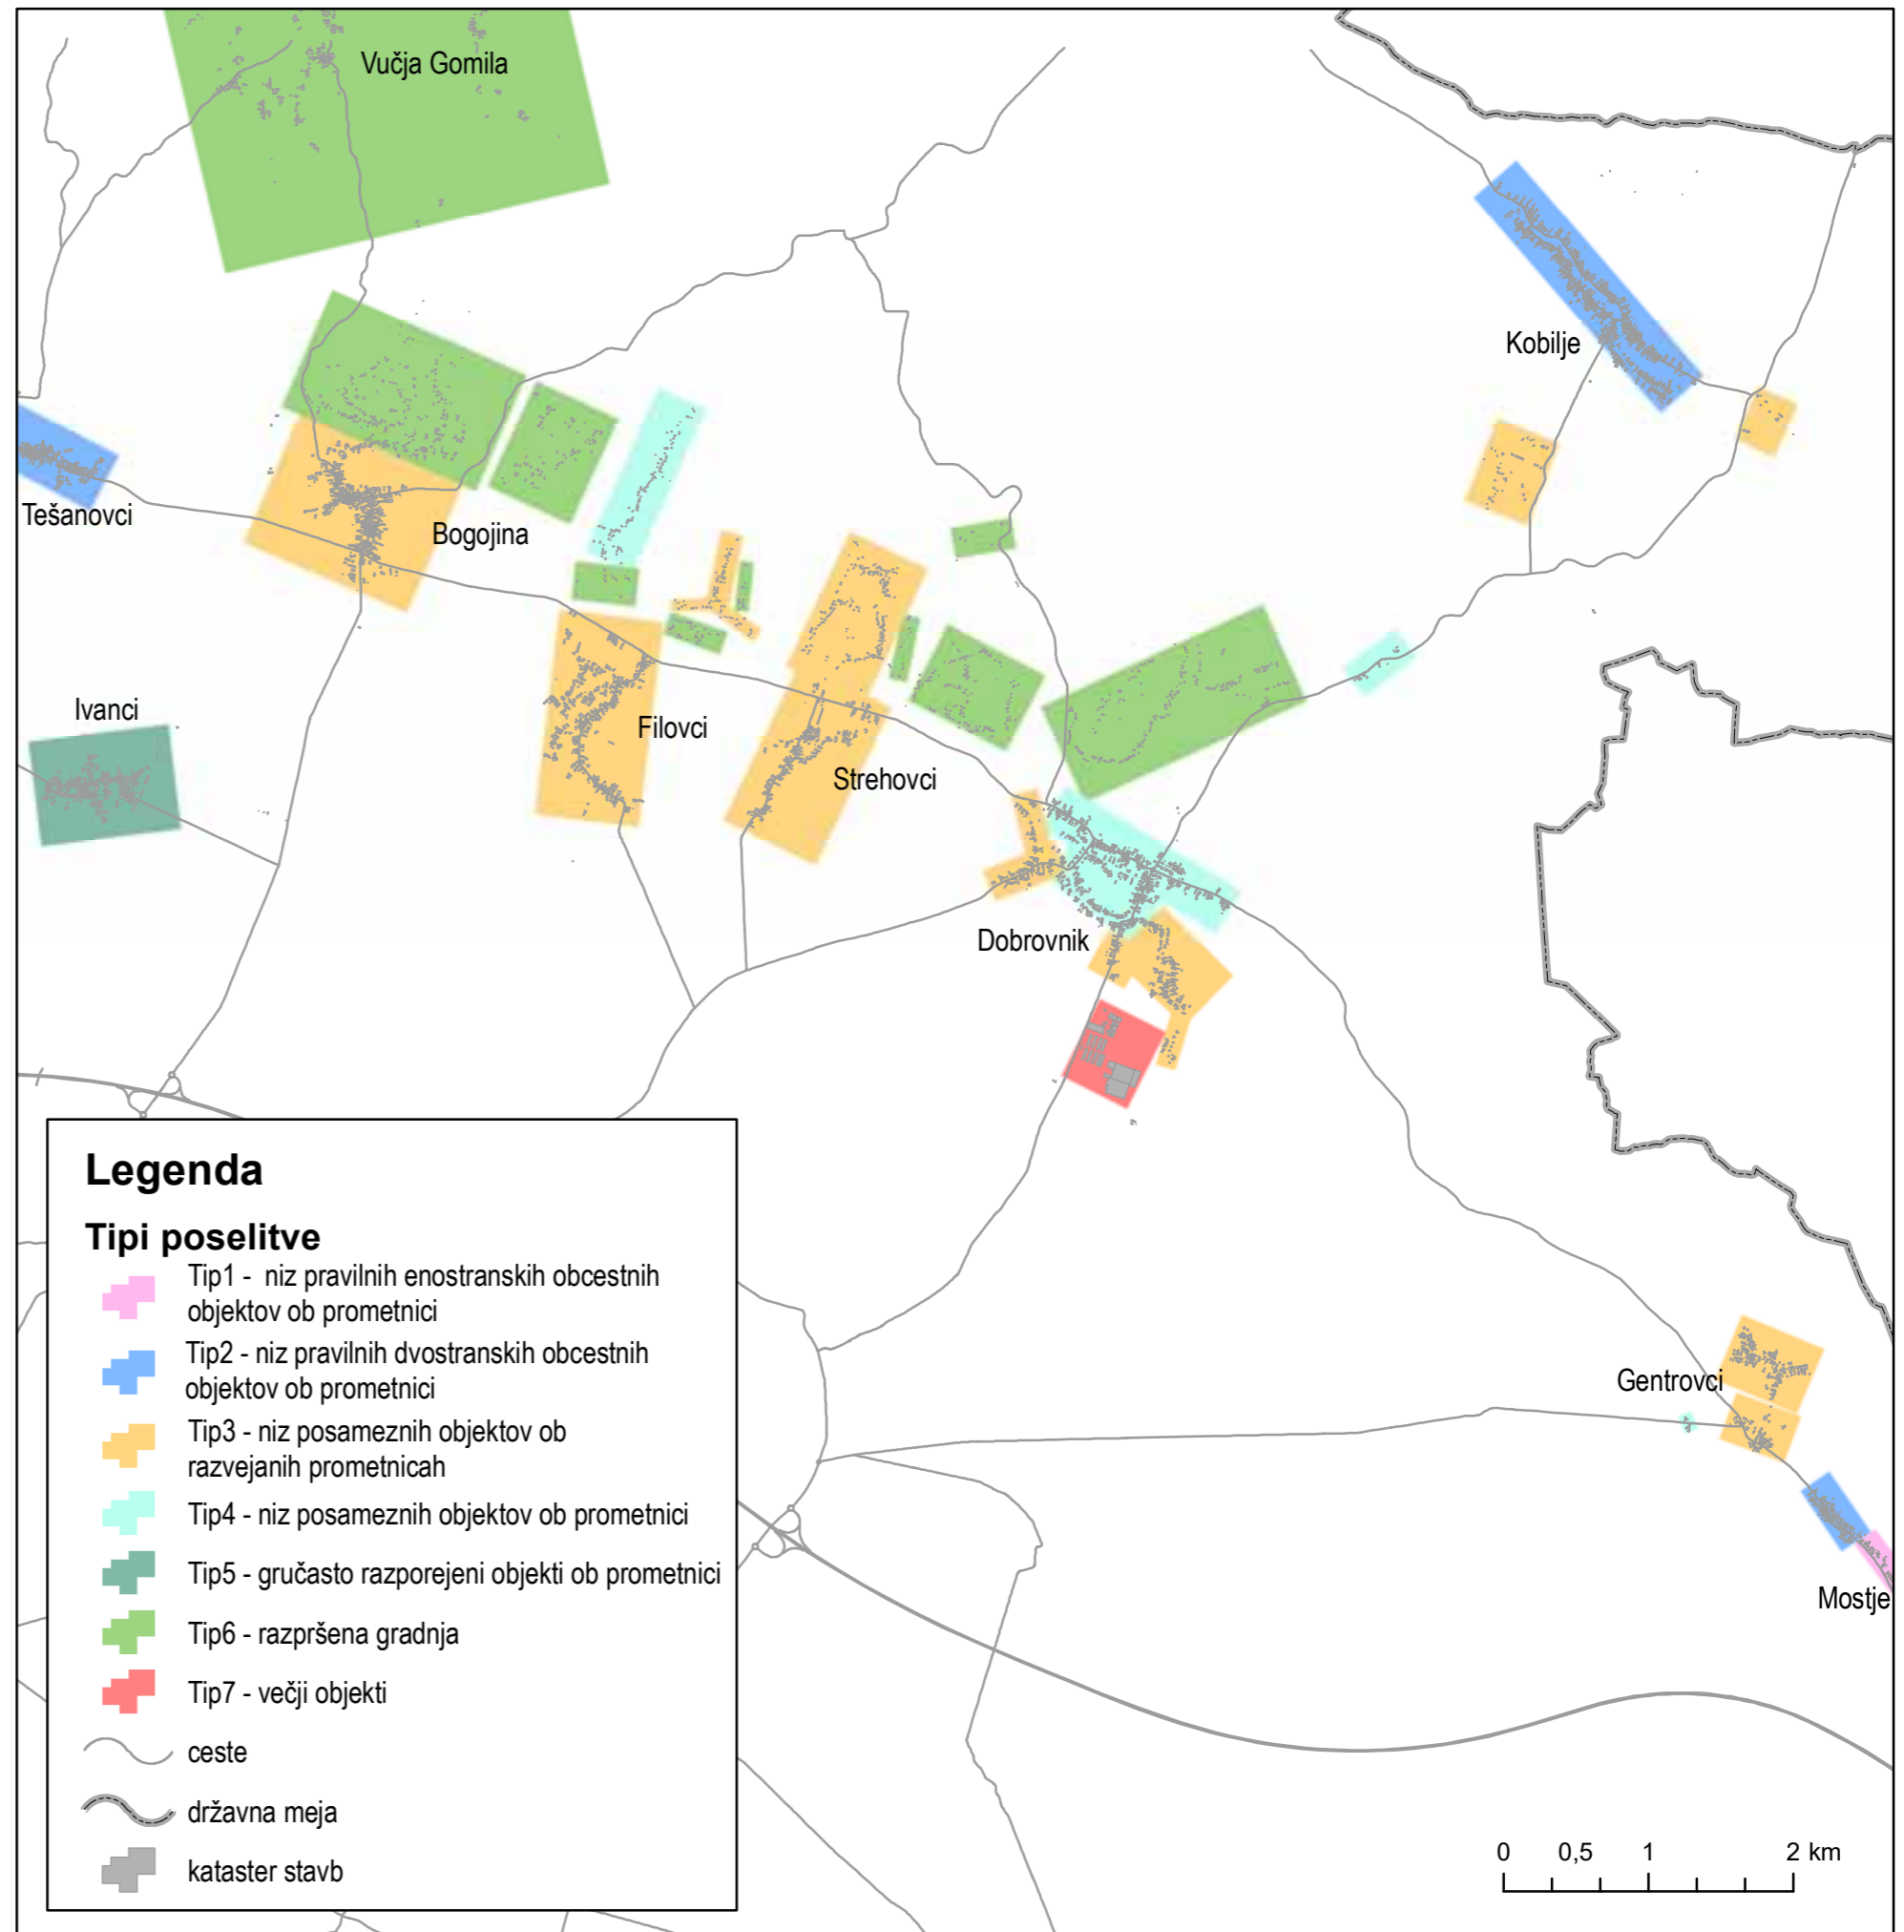 Vučja Gomila
Kobilje
Tešanovci
Bogojina
Ivanci
Filovci
Strehovci
Dobrovnik
Gentrovci
Mostje
Legenda
Tipi poselitve
Tip1 - niz pravilnih enostranskih obcestnih
objektov ob prometnici
Tip2 - niz pravilnih dvostranskih obcestnih
objektov ob prometnici
Tip3 - niz posameznih objektov ob
razvejanih prometnicah
Tip4 - niz posameznih objektov ob prometnici
Tip5 - gručasto razporejeni objekti ob prometnici
Tip6 - razpršena gradnja
Tip7 - večji objekti
ceste
državna meja
kataster stavb
0 0,5 1 2 km